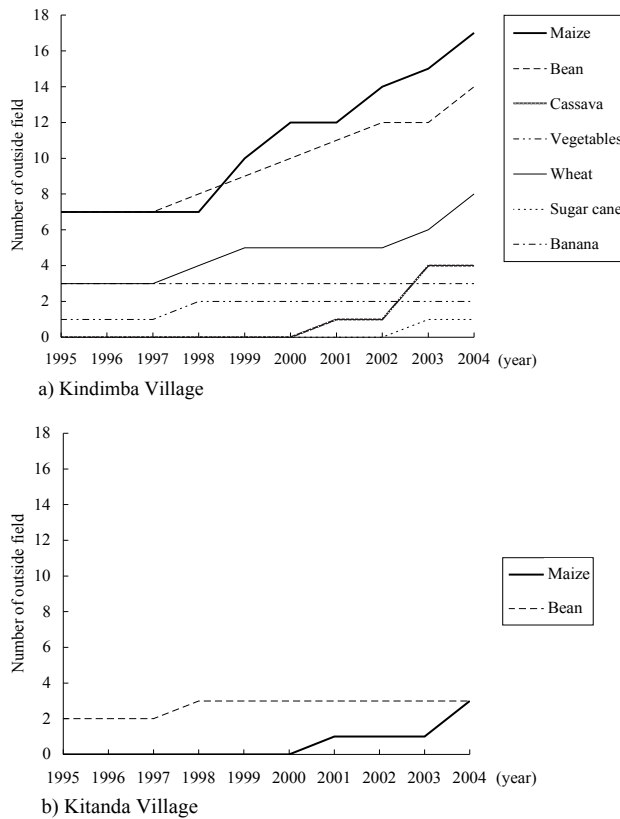 18
16
14
12
10
8
6
4
2
0
Number of outside field
1995 1996 1997 1998 1999 2000 2001 2002 2003 2004 (year)
Maize
Bean
Cassava
Vegetables
Wheat
Sugar cane
Banana
a) Kindimba Village
18
16
14
12
10
8
6
4
2
0
Number of outside field
1995 1996 1997 1998 1999 2000 2001 2002 2003 2004 (year)
Maize
Bean
b) Kitanda Village